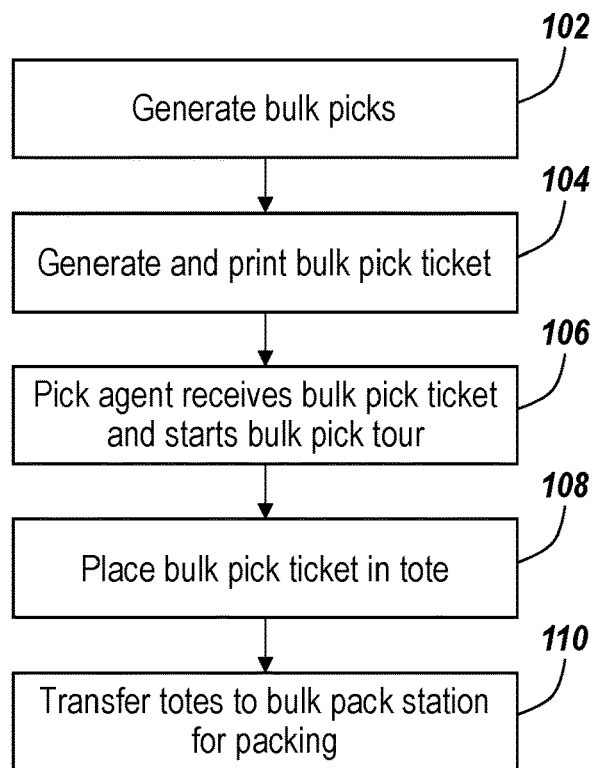 102
Generate bulk picks
104
Generate and print bulk pick ticket
106
Pick agent receives bulk pick ticket
and starts bulk pick tour
108
Place bulk pick ticket in tote
110
Transfer totes to bulk pack station
for packing